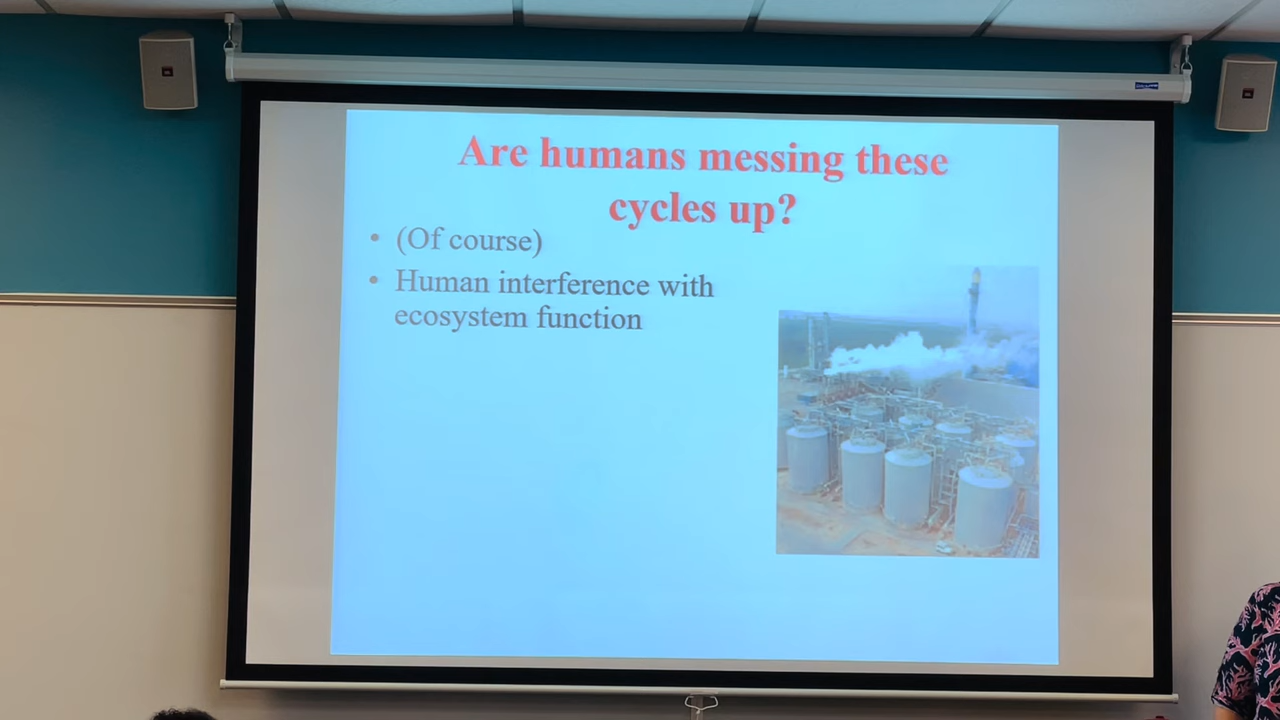 Are humans messing these
cycles up?
• (Of course)
• Human interference with
ecosystem function